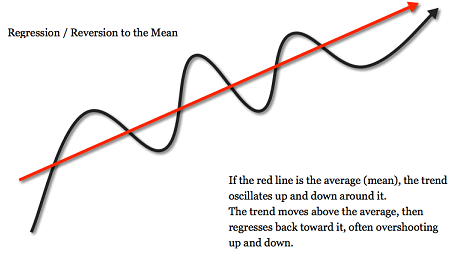 Regression / Reversion to the Mean
If the red line is the average (mean), the trend
oscillates up and down around it.
The trend moves above the average, then
regresses back toward it, often overshooting
up and down.